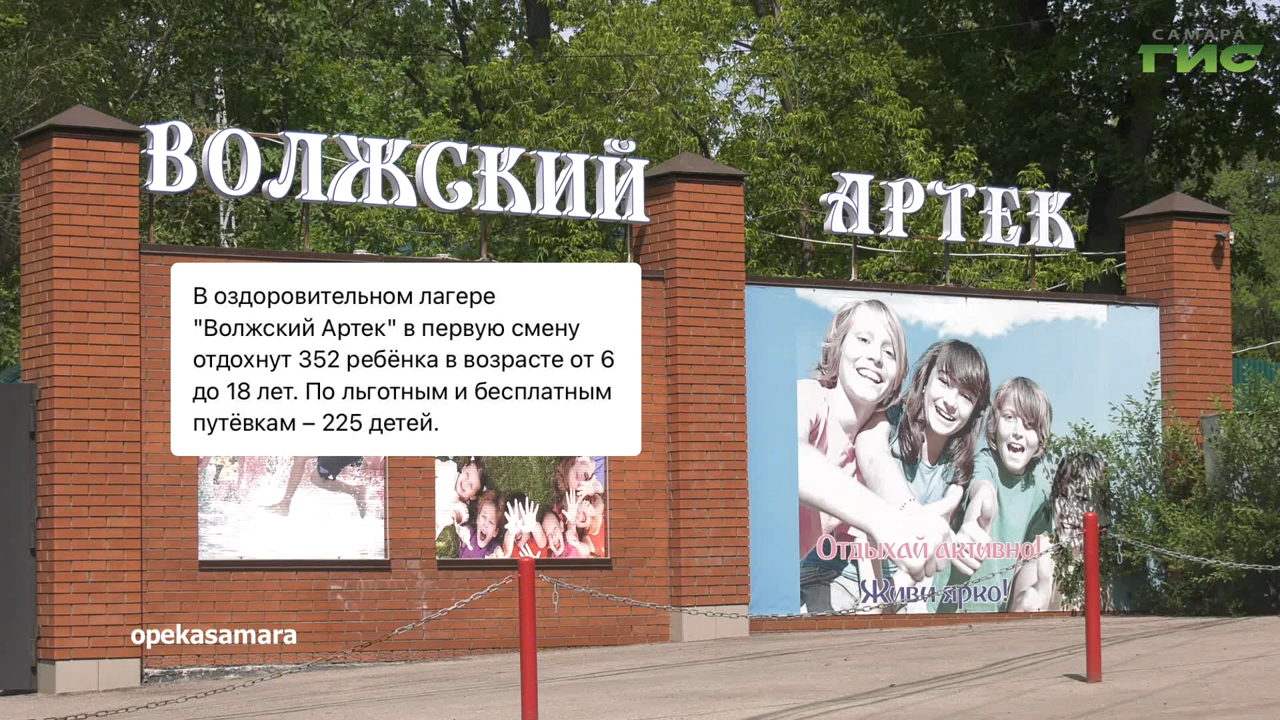 САМАРА
ГИС
ВОЛЖСКИЙ
АРТЕК
В оздоровительном лагере
"Волжский Артек" в первую смену
отдохнут 352 ребёнка в возрасте от 6
до 18 лет. По льготным и бесплатным
путёвкам – 225 детей.
Отдыхай активно!
Живи ярко!
opekasamara